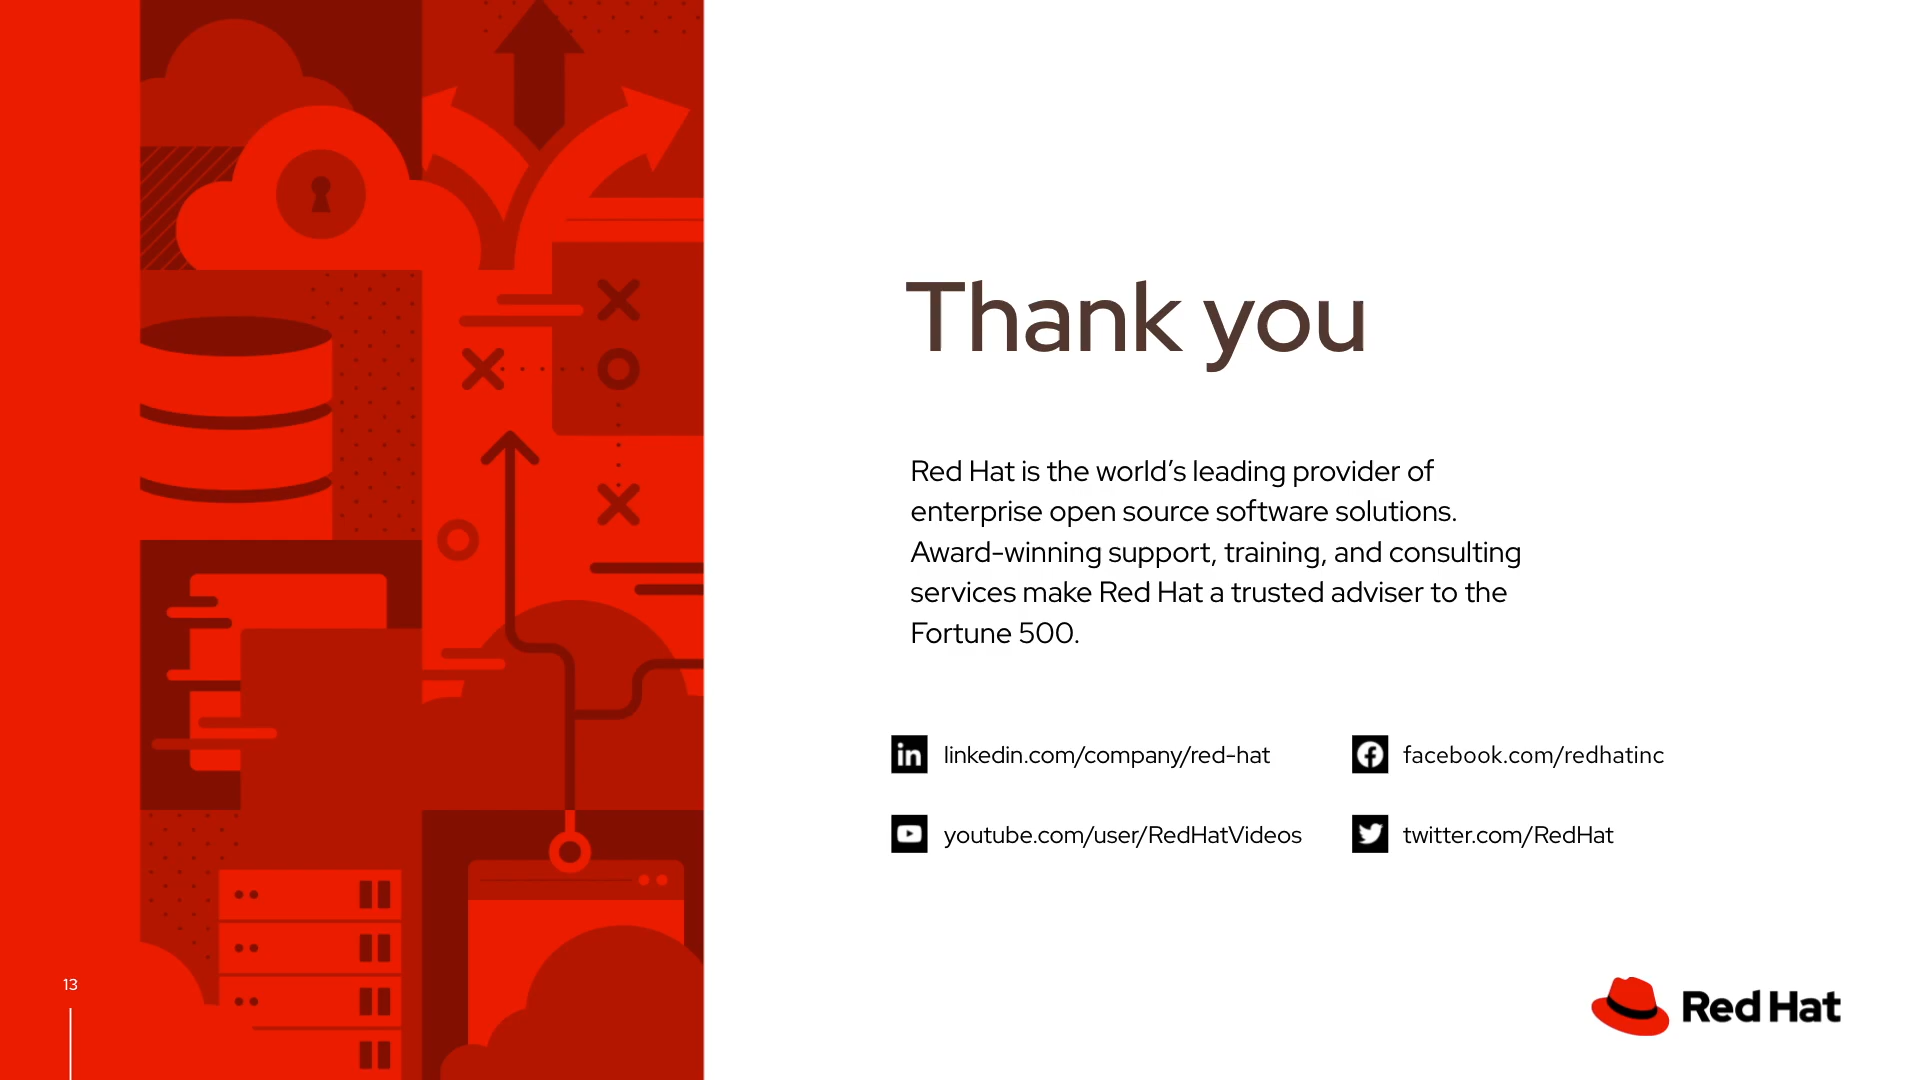 Thank you
Red Hat is the world’s leading provider of
enterprise open source software solutions.
Award-winning support, training, and consulting
services make Red Hat a trusted adviser to the
Fortune 500.
linkedin.com/company/red-hat
facebook.com/redhatinc
youtube.com/user/RedHatVideos
twitter.com/RedHat
13
Red Hat